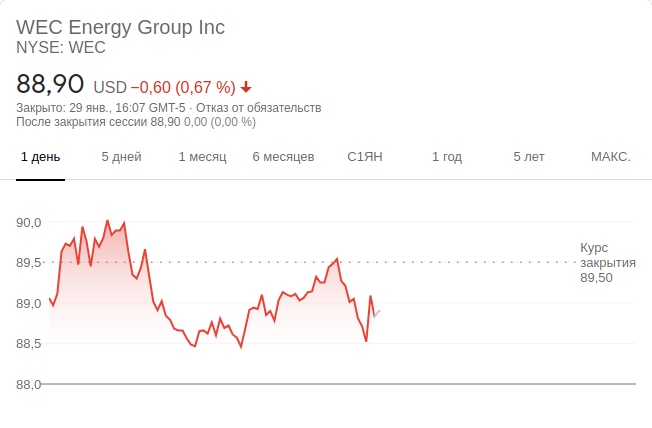 WEC Energy Group Inc
NYSE: WEC
88,90 USD −0,60 (0,67 %)
Закрыто: 29 янв., 16:07 GMT-5 · Отказ от обязательств
После закрытия сессии 88,90 0,00 (0,00 %)
1 день 5 дней 1 месяц 6 месяцев С1ЯН 1 год 5 лет МАКС.
90,0
Курс
89,5 закрытия
89,50
89,0
88,5
88,0